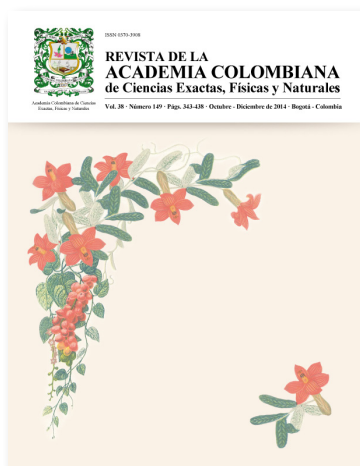 ISSN 0370-3908
REVISTA DE LA
ACADEMIA COLOMBIANA
de Ciencias Exactas, Físicas y Naturales
Academia Colombiana de Ciencias
Exactas, Físicas y Naturales
Vol. 38 · Número 149 · Págs. 343-438 · Octubre - Diciembre de 2014 · Bogotá - Colombia